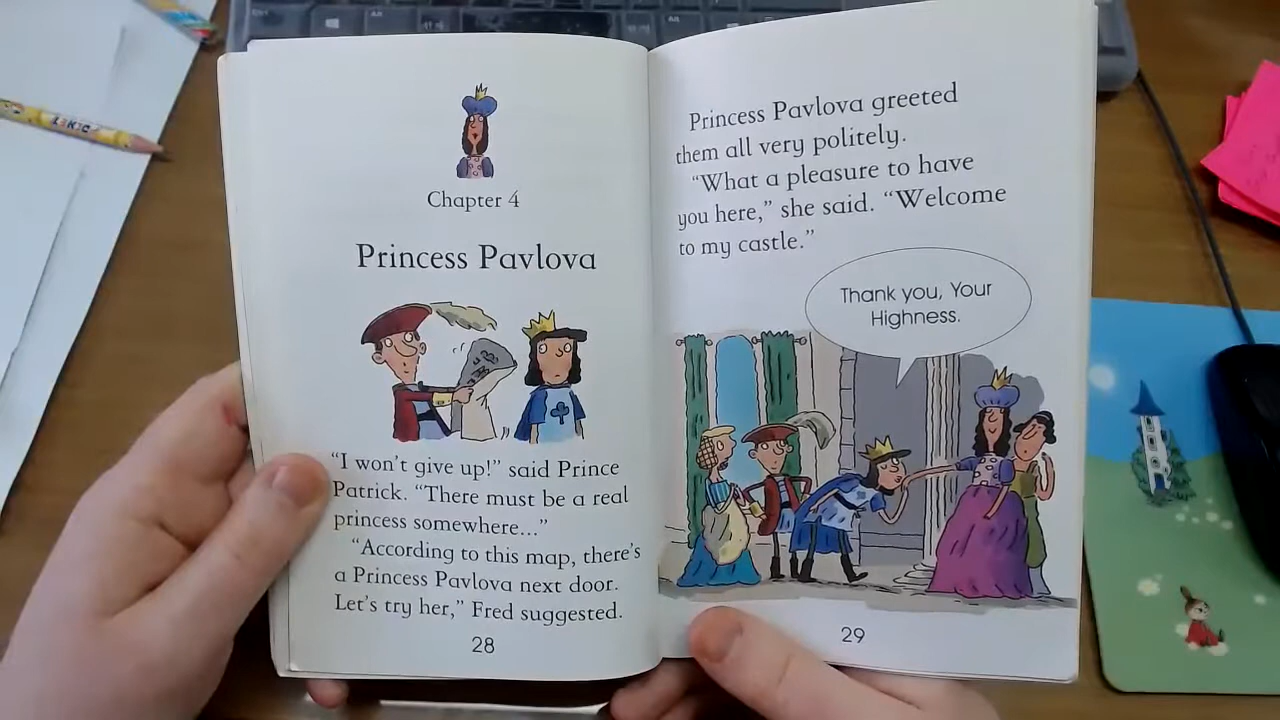 Chapter 4
Princess Pavlova
“I won’t give up!” said Prince
Patrick. “There must be a real
princess somewhere...”
“According to this map, there’s
a Princess Pavlova next door.
Let’s try her,” Fred suggested.
28
Princess Pavlova greeted
them all very politely.
“What a pleasure to have
you here,” she said. “Welcome
to my castle.”
Thank you, Your
Highness.
29